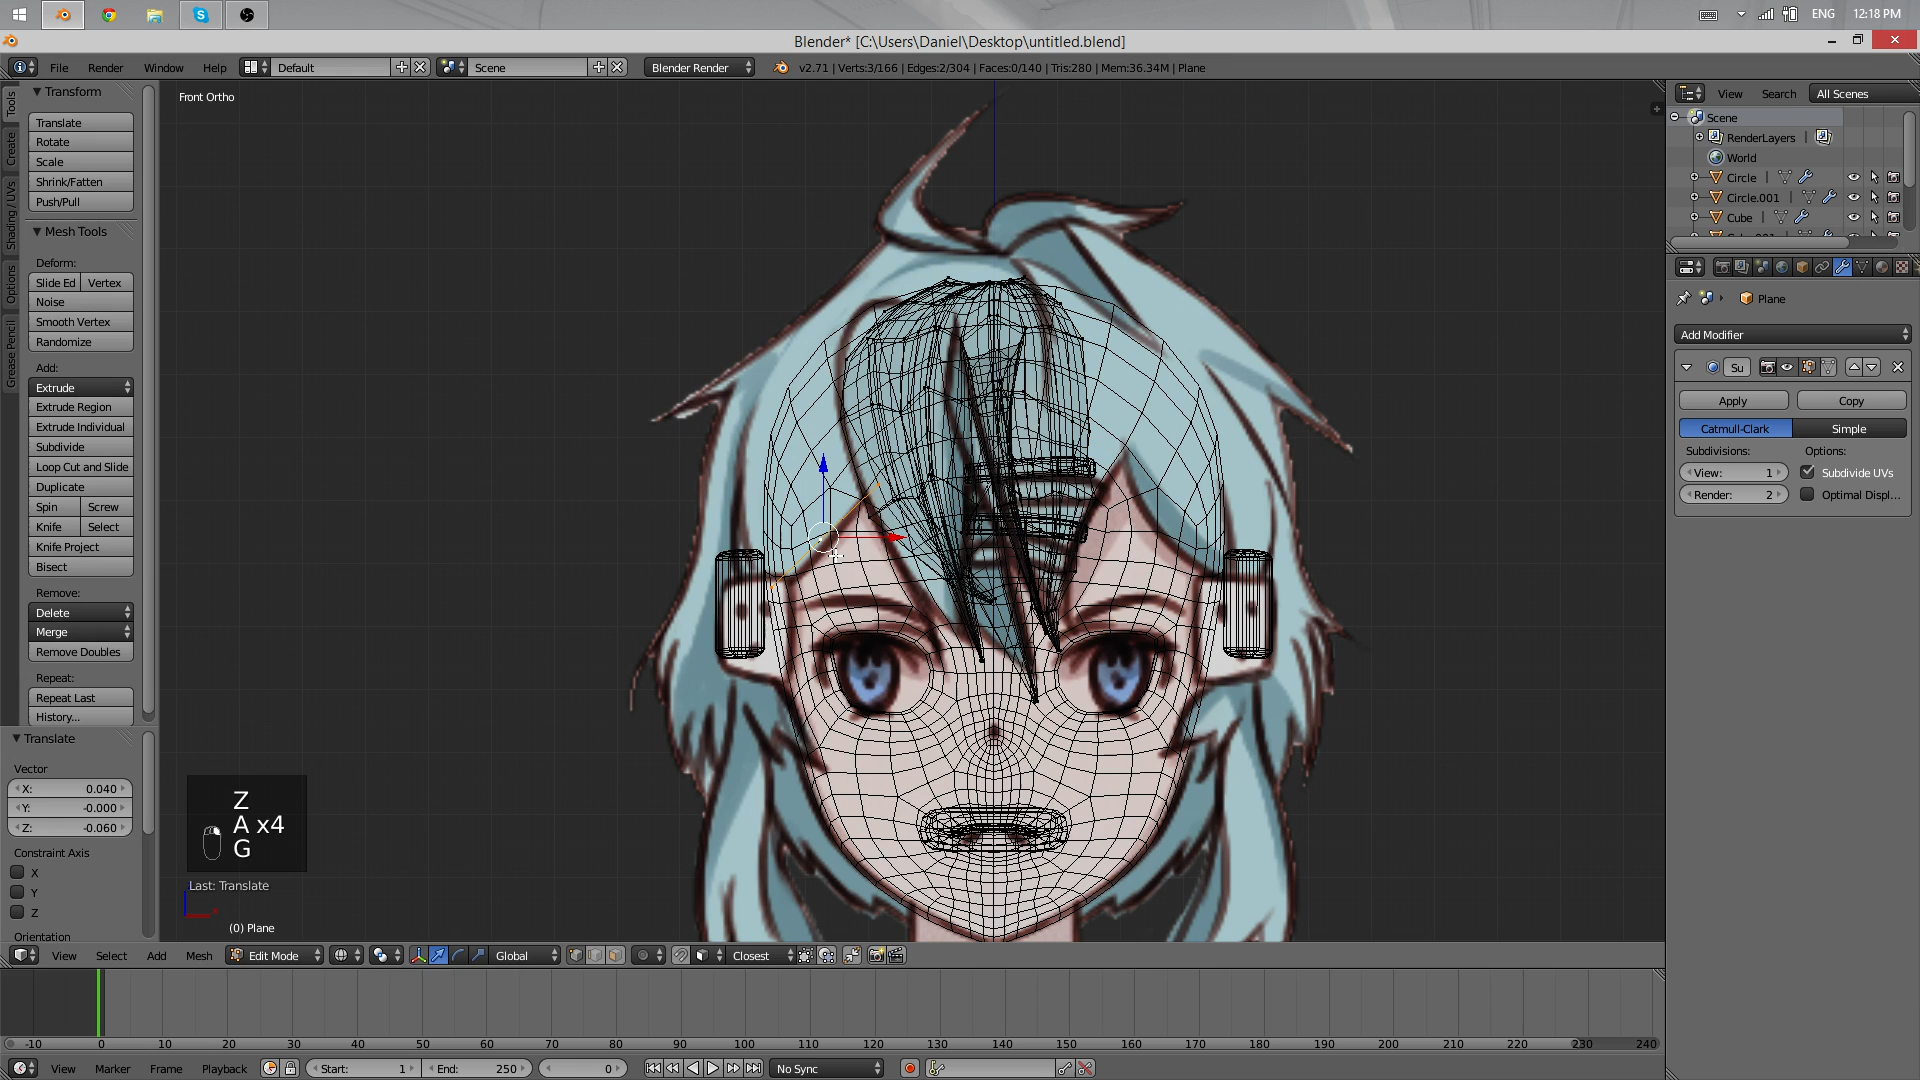 ENG 12:18 PM
Blender* [C:\Users\Daniel\Desktop\untitled.blend]
File Render Window Help Default Scene Blender Render v2.71 | Verts:3/166 | Edges:2/304 | Faces:0/140 | Tris:280 | Mem:36.34M | Plane
Tools
Create
Shading / UVs
Options
Grease Pencil
Transform
Translate
Rotate
Scale
Shrink/Fatten
Push/Pull
Mesh Tools
Deform:
Slide Ed Vertex
Noise
Smooth Vertex
Randomize
Add:
Extrude
Extrude Region
Extrude Individual
Subdivide
Loop Cut and Slide
Duplicate
Spin Screw
Knife Select
Knife Project
Bisect
Remove:
Delete
Merge
Remove Doubles
Repeat:
Repeat Last
History...
Translate
Vector
X: 0.040
Y: -0.000
Z: -0.060
Constraint Axis
X
Y
Z
Orientation
Front Ortho
Z
A x4
G
Last: Translate
(0) Plane
View Search All Scenes
Scene
RenderLayers
World
Circle
Circle.001
Cube
Plane
Add Modifier
Su
Apply Copy
Catmull-Clark Simple
Subdivisions: Options:
View: 1 Subdivide UVs
Render: 2 Optimal Displ...
View Select Add Mesh Edit Mode Global Closest
-10 0 10 20 30 40 50 60 70 80 90 100 110 120 130 140 150 160 170 180 190 200 210 220 230 240
View Marker Frame Playback Start: 1 End: 250 0 No Sync